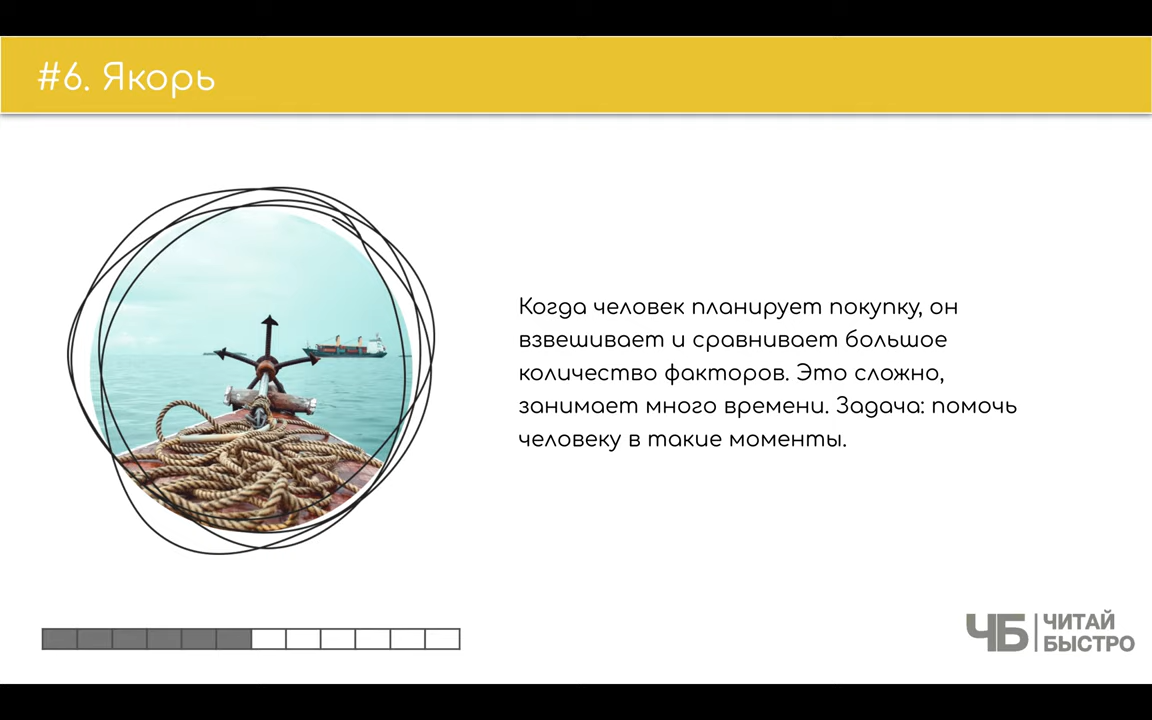 #6. Якорь
Когда человек планирует покупку, он
взвешивает и сравнивает большое
количество факторов. Это сложно,
занимает много времени. Задача: помочь
человеку в такие моменты.
ЧБ
ЧИТАЙ
БЫСТРО